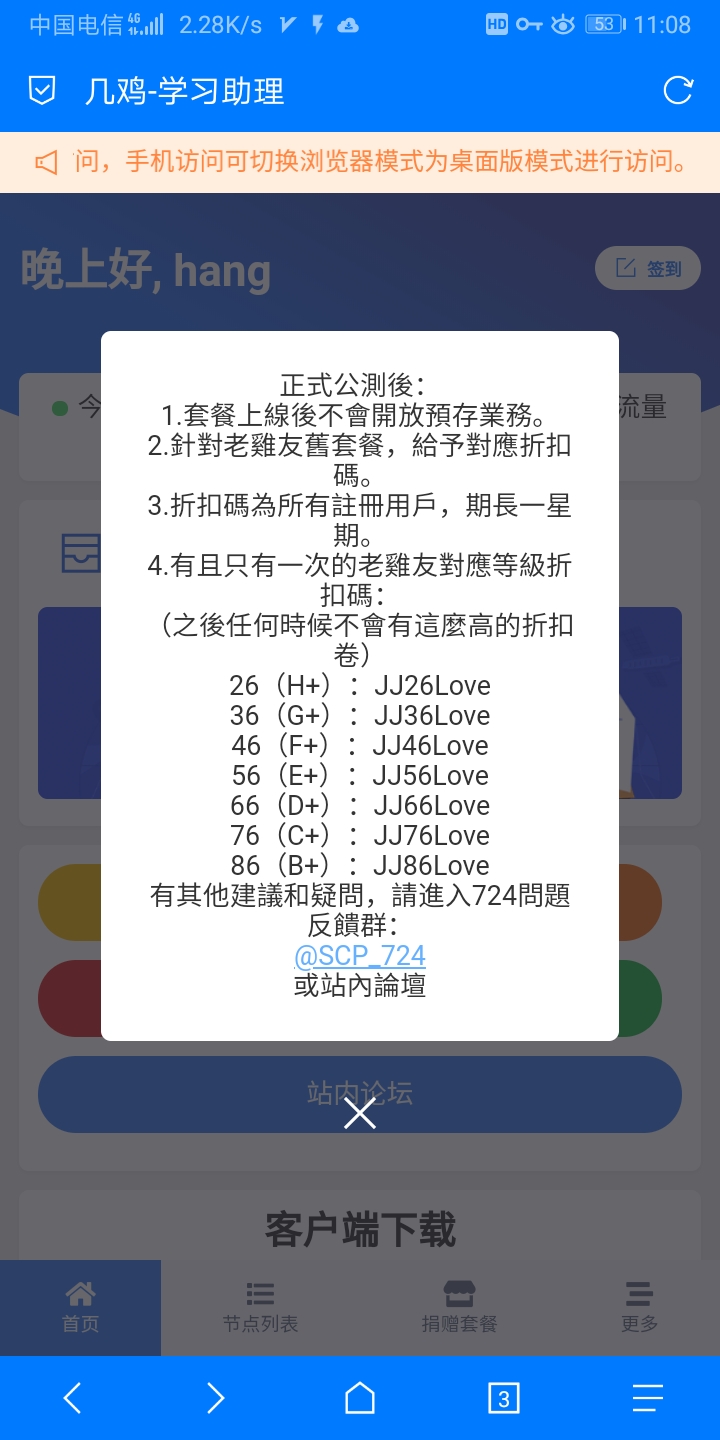 中国电信 4G 2.28K/s HD 53 11:08
几鸡-学习助理
问，手机访问可切换浏览器模式为桌面版模式进行访问。
晚上好, hang
签到
今
流量
正式公測後：
1.套餐上線後不會開放預存業務。
2.針對老雞友舊套餐，給予對應折扣
碼。
3.折扣碼為所有註冊用戶，期長一星
期。
4.有且只有一次的老雞友對應等級折
扣碼：
（之後任何時候不會有這麼高的折扣
卷）
26（H+）：JJ26Love
36（G+）：JJ36Love
46（F+）：JJ46Love
56（E+）：JJ56Love
66（D+）：JJ66Love
76（C+）：JJ76Love
86（B+）：JJ86Love
有其他建議和疑問，請進入724問題
反饋群：
@SCP_724
或站內論壇
站内论坛
客户端下载
首页 节点列表 捐赠套餐 更多
3